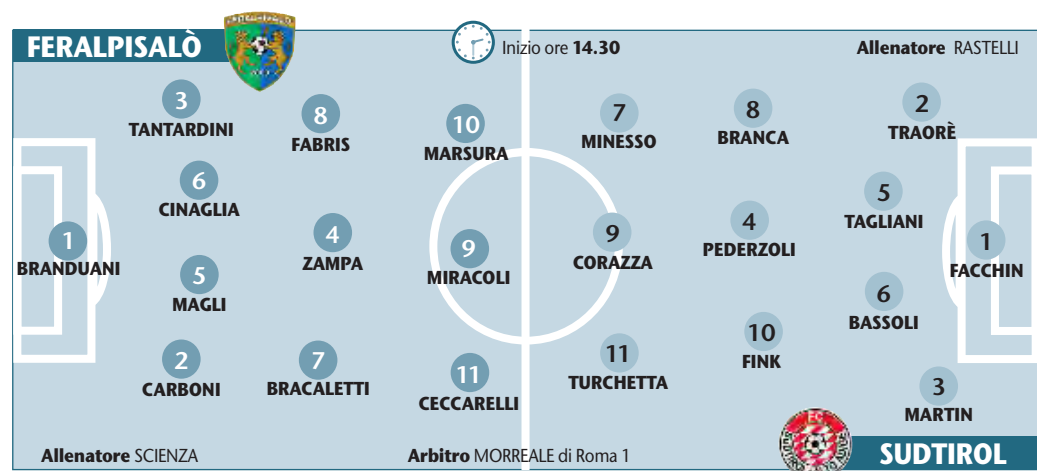 FERALPISALÒ
Inizio ore 14.30
Allenatore RASTELLI
3
TANTARDINI
8
FABRIS
10
MARSURA
7
MINESSO
8
BRANCA
2
TRAORÈ
6
CINAGLIA
5
TAGLIANI
1
BRANDUANI
4
ZAMPA
9
MIRACOLI
9
CORAZZA
4
PEDERZOLI
1
FACCHIN
5
MAGLI
6
BASSOLI
2
CARBONI
7
BRACALETTI
11
CECCARELLI
11
TURCHETTA
10
FINK
3
MARTIN
Allenatore SCIENZA
Arbitro MORREALE di Roma 1
FC
SUDTIROL